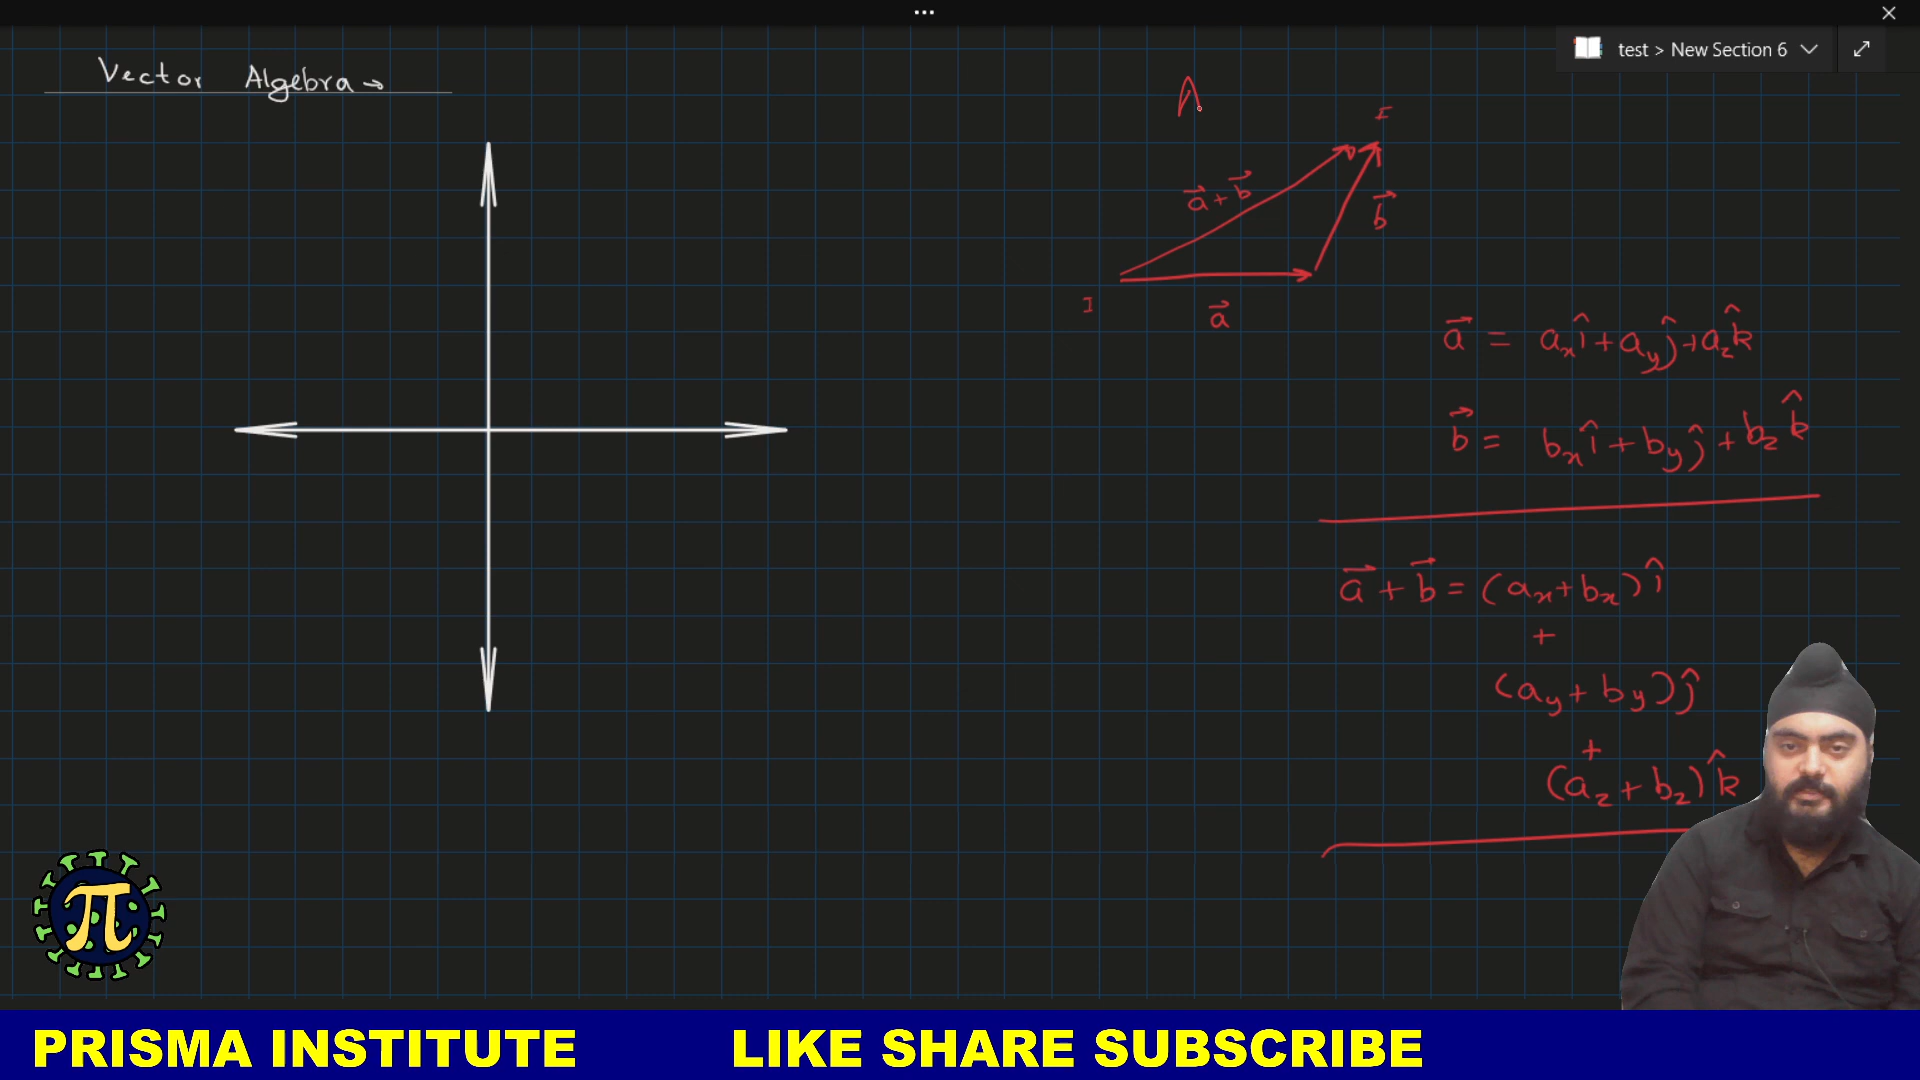 ...
test > New Section 6
Vector Algebra →
A
F
a⃗ + b⃗
b⃗
I
a⃗
a⃗ = aₓî + a_yĵ + a_zk̂
b⃗ = bₓî + b_yĵ + b_zk̂
a⃗ + b⃗ = (aₓ + bₓ)î
+
(a_y + b_y)ĵ
+
(a_z + b_z)k̂
π
PRISMA INSTITUTE LIKE SHARE SUBSCRIBE